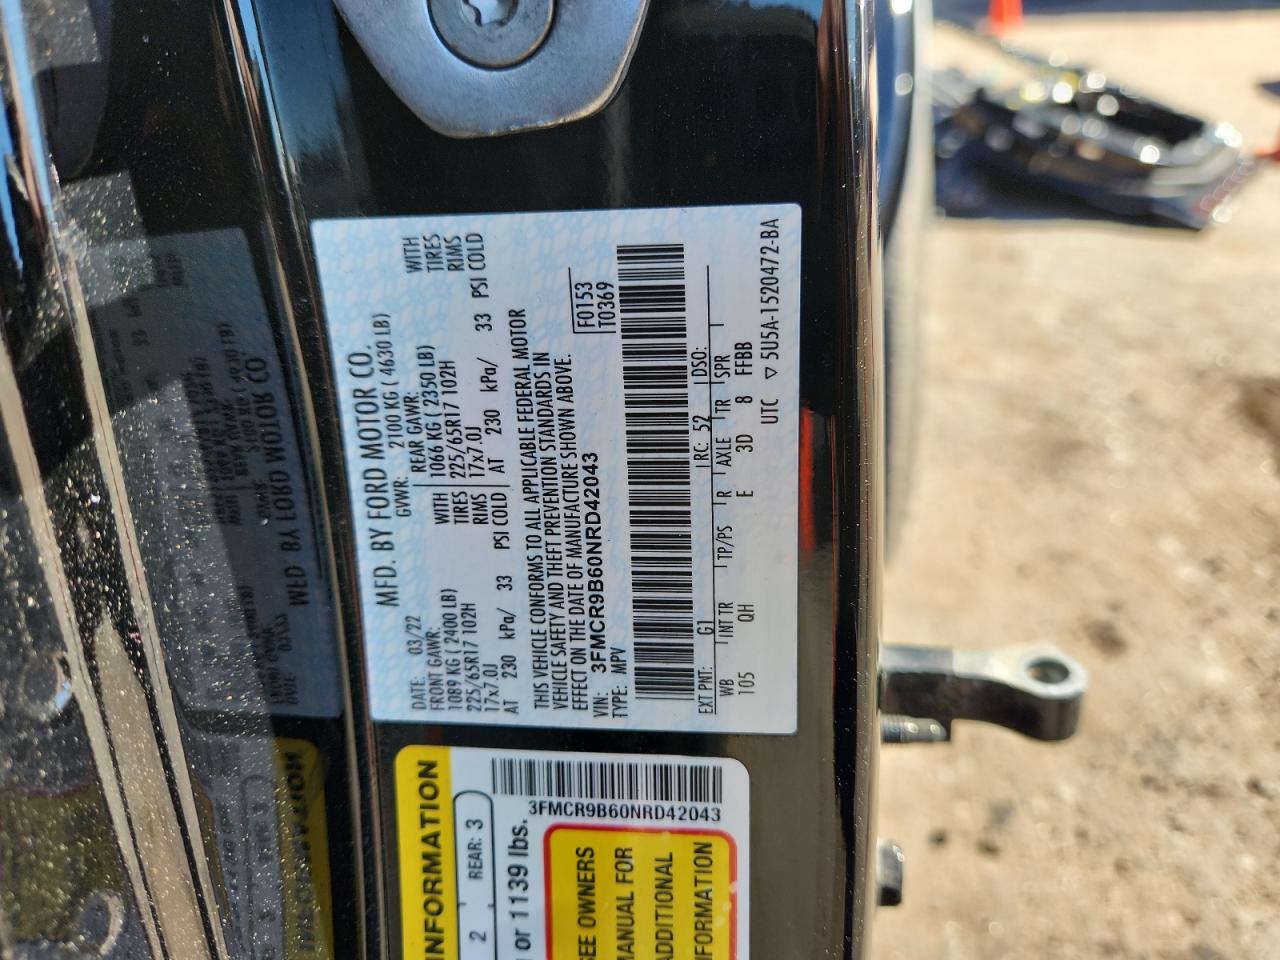 MFD. BY FORD MOTOR CO.
DATE: 03/22 GVWR: 2100 KG ( 4630 LB)
FRONT GAWR: REAR GAWR:
1089 KG ( 2400 LB) WITH 1066 KG ( 2350 LB) WITH
225/65R17 102H TIRES 225/65R17 102H TIRES
17x7.0J RIMS 17x7.0J RIMS
AT 230 kPa/ 33 PSI COLD AT 230 kPa/ 33 PSI COLD
THIS VEHICLE CONFORMS TO ALL APPLICABLE FEDERAL MOTOR
VEHICLE SAFETY AND THEFT PREVENTION STANDARDS IN
EFFECT ON THE DATE OF MANUFACTURE SHOWN ABOVE.
VIN: 3FMCR9B60NRD42043 F0153
TYPE: MPV T0369
EXT PNT: G1 RC: 52 DSO:
WB INT TR TP/PS R AXLE TR SPR
105 QH E 3D 8 FFBB
UTC ▽ 5U5A-1520472-BA
INFORMATION
2 REAR: 3
or 1139 lbs.
3FMCR9B60NRD42043
SEE OWNERS
MANUAL FOR
ADDITIONAL
INFORMATION